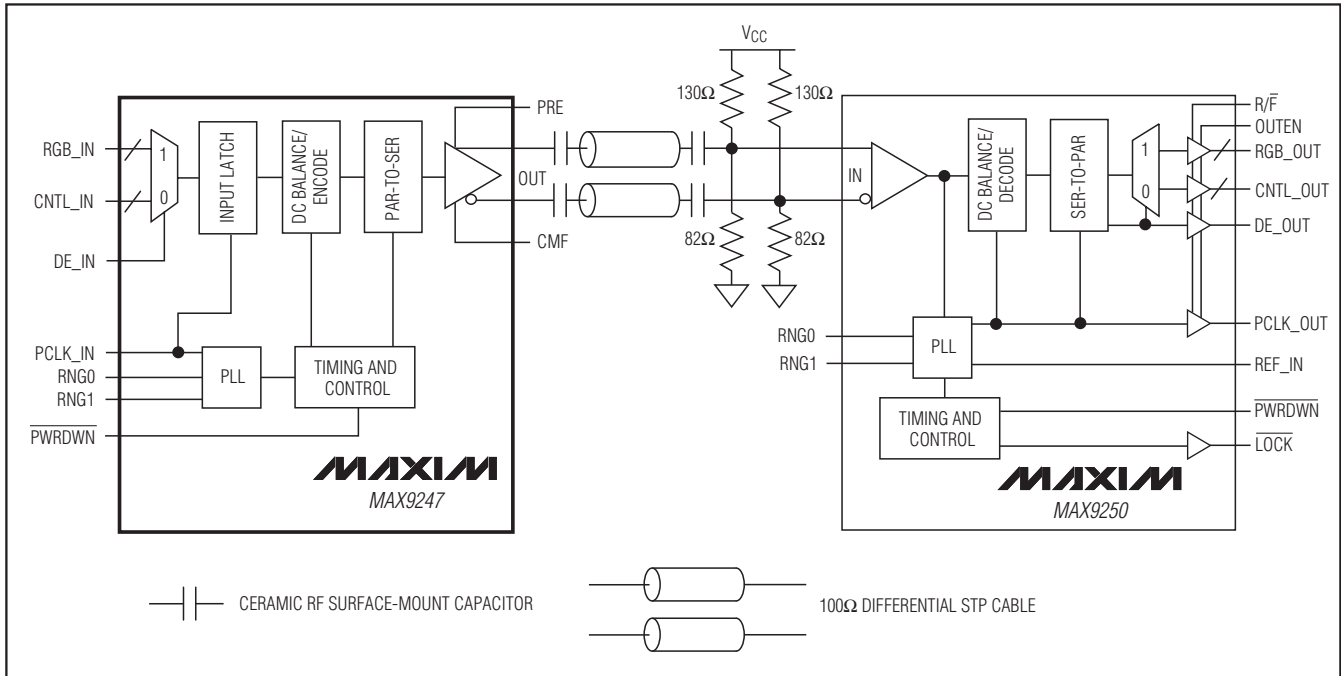 VCC
130Ω
130Ω
PRE
RGB_IN
1
CNTL_IN
0
DE_IN
INPUT LATCH
DC BALANCE/
ENCODE
PAR-TO-SER
OUT
CMF
82Ω
82Ω
PCLK_IN
RNG0
RNG1
PWRDWN
PLL
TIMING AND
CONTROL
MAXIM
MAX9247
IN
DC BALANCE/
DECODE
SER-TO-PAR
1
0
R/F
OUTEN
RGB_OUT
CNTL_OUT
DE_OUT
PCLK_OUT
RNG0
RNG1
PLL
REF_IN
TIMING AND
CONTROL
PWRDWN
LOCK
MAXIM
MAX9250
CERAMIC RF SURFACE-MOUNT CAPACITOR
100Ω DIFFERENTIAL STP CABLE